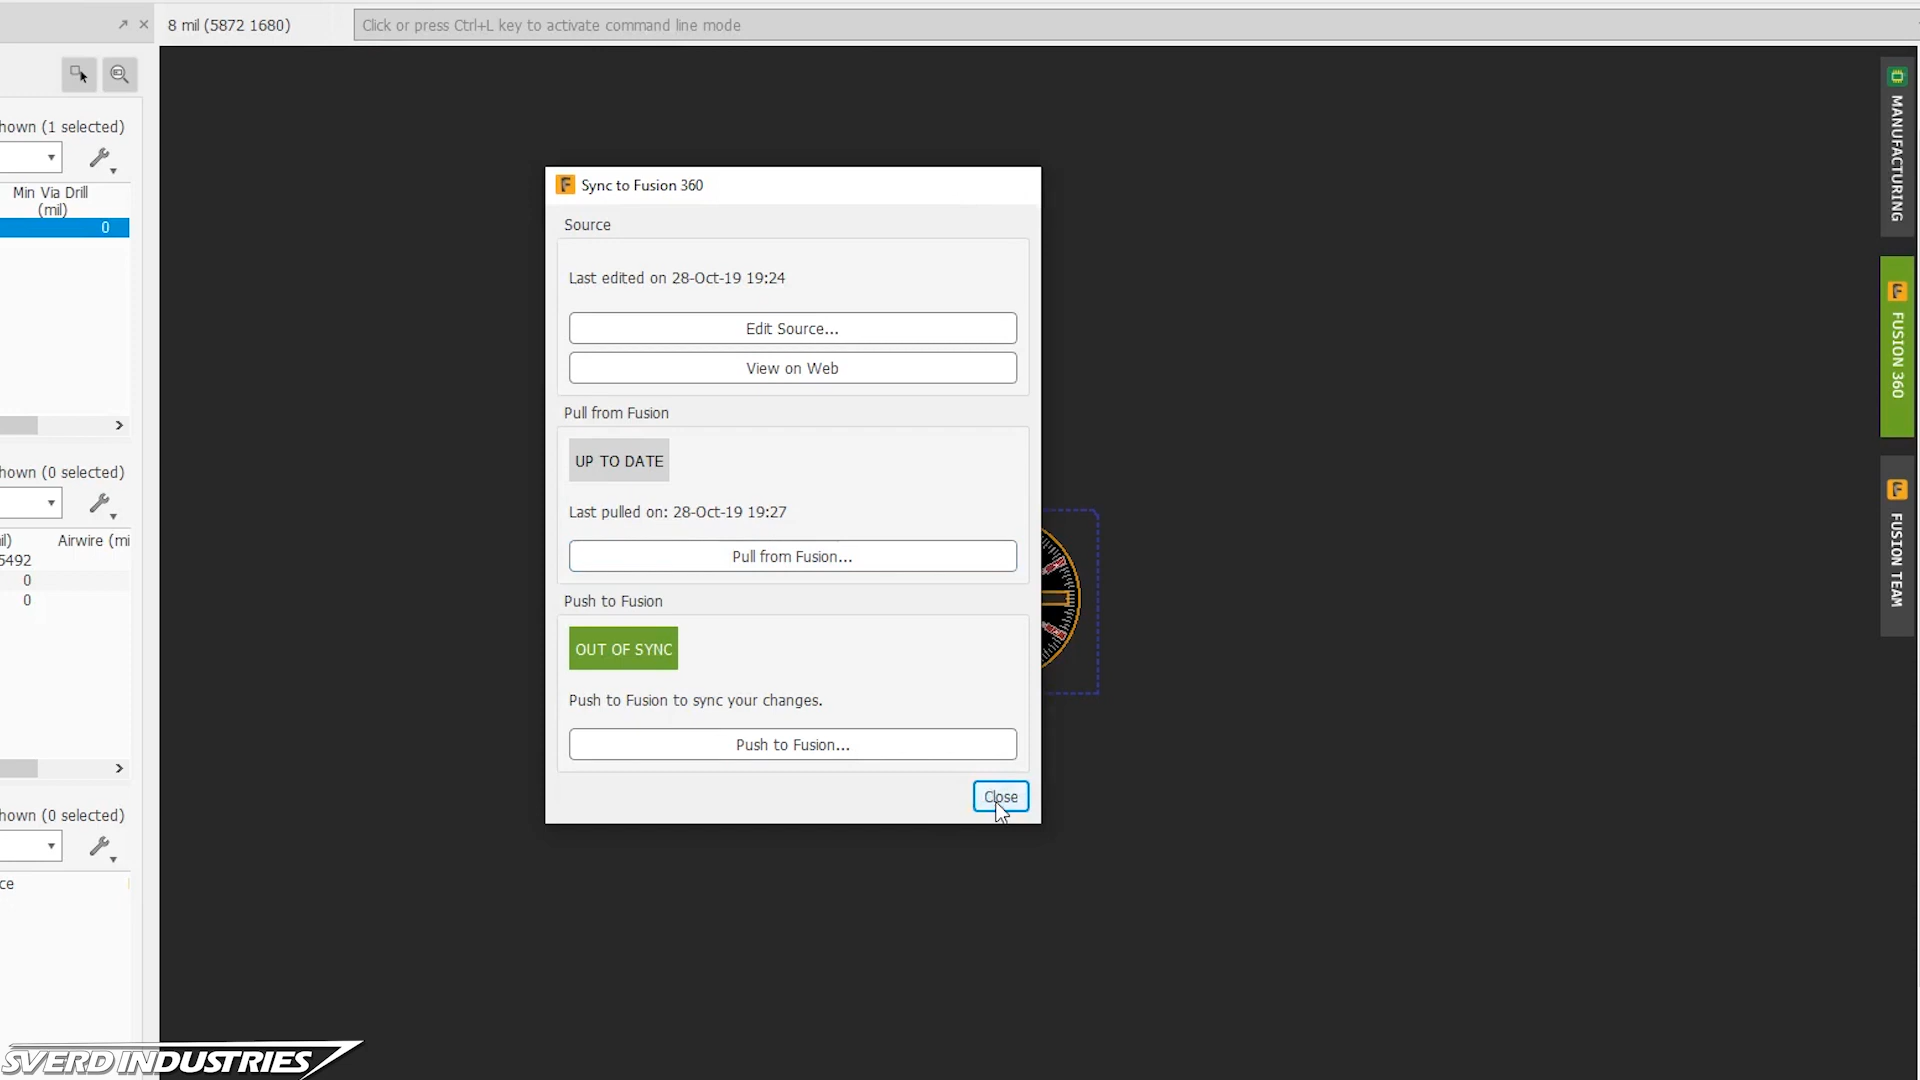 8 mil (5872 1680)
Click or press Ctrl+L key to activate command line mode
hown (1 selected)
Min Via Drill
(mil)
0
hown (0 selected)
il) Airwire (mi
5492
0
0
hown (0 selected)
ce
Sync to Fusion 360
Source
Last edited on 28-Oct-19 19:24
Edit Source...
View on Web
Pull from Fusion
UP TO DATE
Last pulled on: 28-Oct-19 19:27
Pull from Fusion...
Push to Fusion
OUT OF SYNC
Push to Fusion to sync your changes.
Push to Fusion...
Close
MANUFACTURING
FUSION 360
FUSION TEAM
SVERD INDUSTRIES